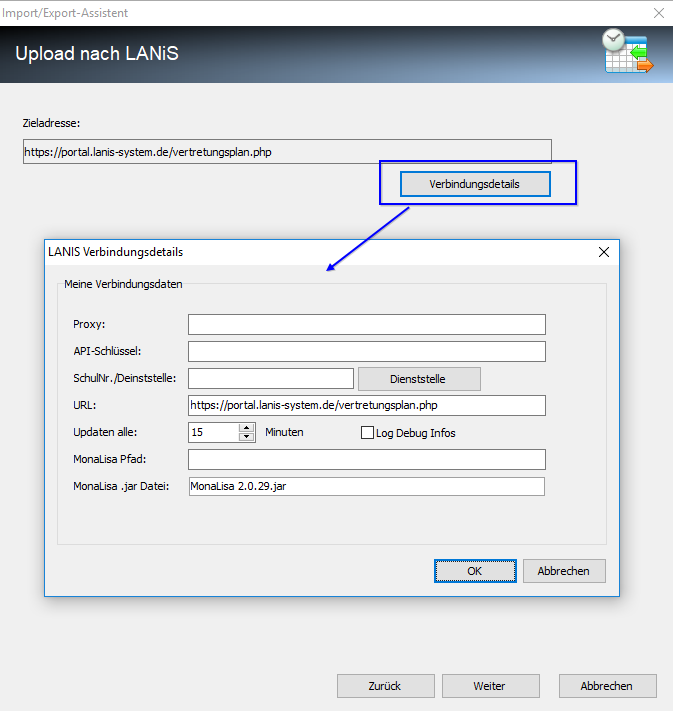 Import/Export-Assistent
Upload nach LANiS
Zieladresse:
https://portal.lanis-system.de/vertretungsplan.php
Verbindungsdetails
LANIS Verbindungsdetails
Meine Verbindungsdaten
Proxy:
API-Schlüssel:
SchulNr./Deinststelle: Dienststelle
URL: https://portal.lanis-system.de/vertretungsplan.php
Updaten alle: 15 Minuten Log Debug Infos
MonaLisa Pfad:
MonaLisa .jar Datei: MonaLisa 2.0.29.jar
OK Abbrechen
Zurück Weiter Abbrechen